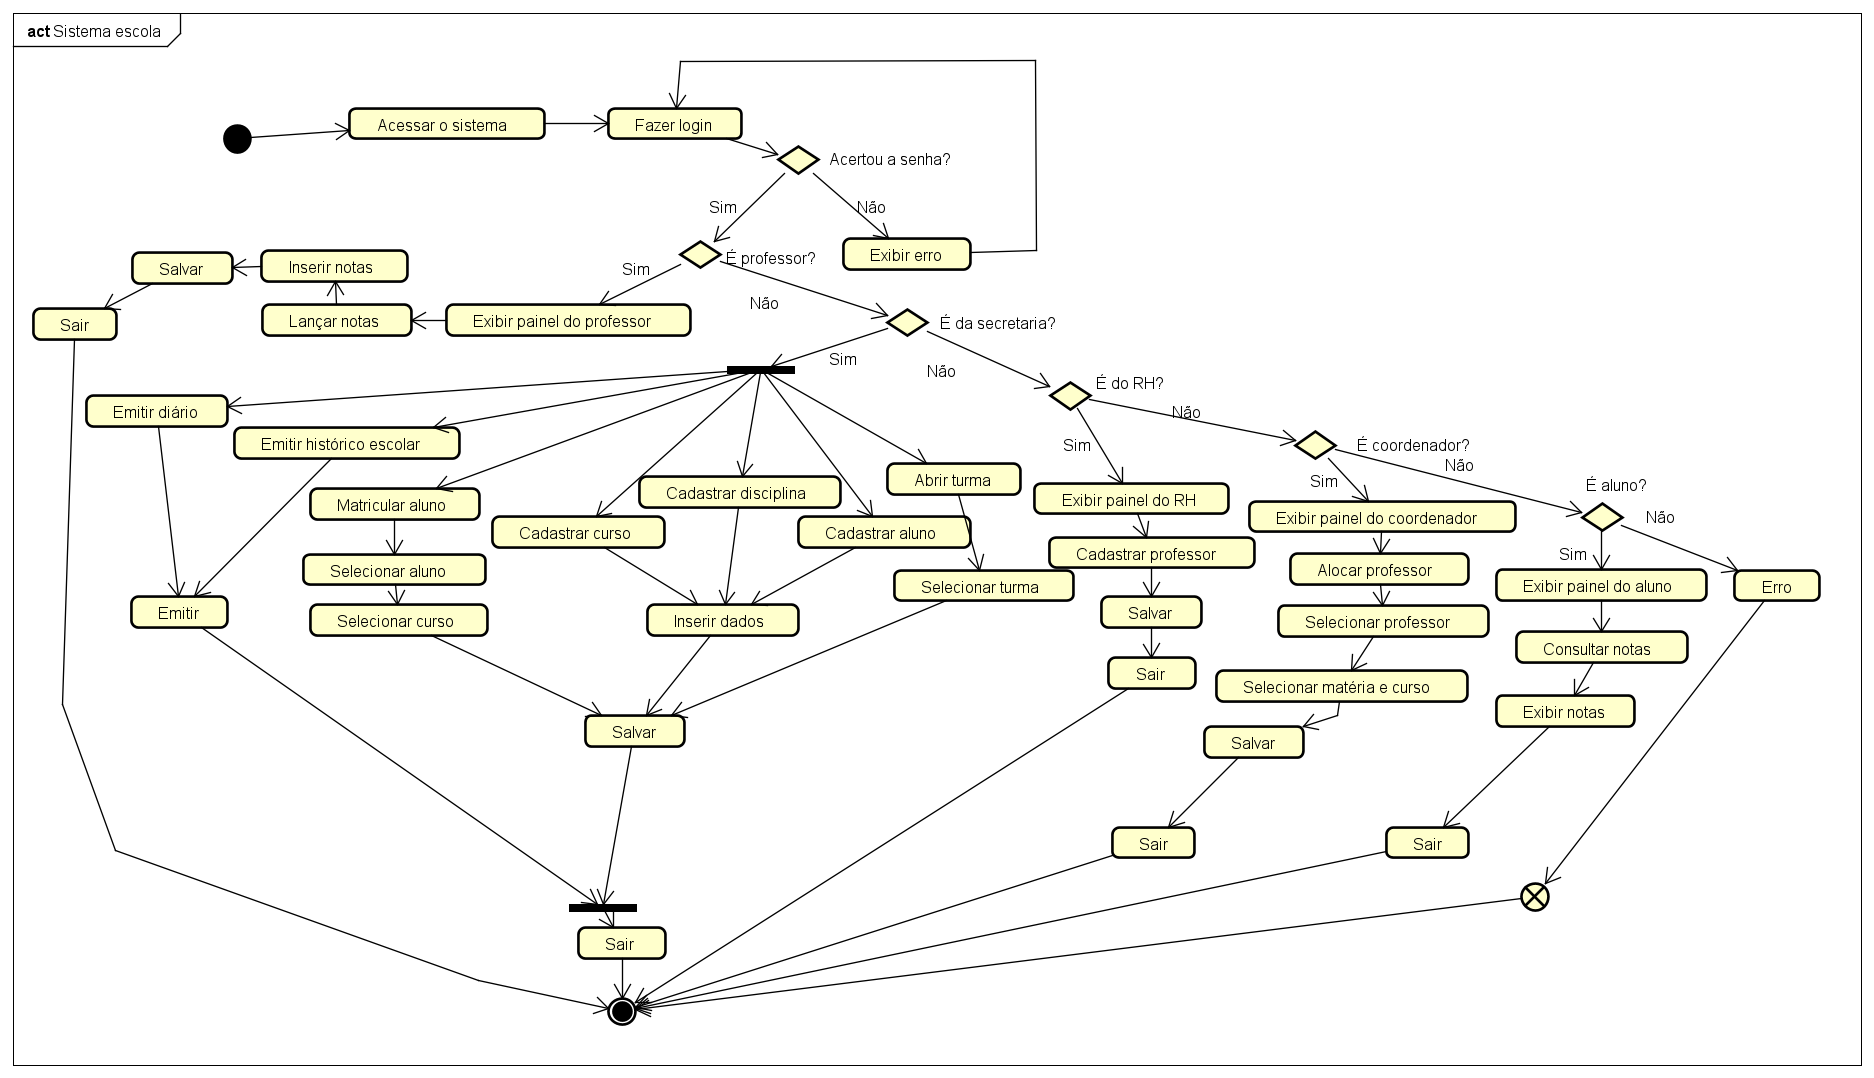 act Sistema escola
Acessar o sistema
Fazer login
Acertou a senha?
Sim
Não
Exibir erro
É professor?
Sim
Não
Inserir notas
Salvar
Sair
Lançar notas
Exibir painel do professor
É da secretaria?
Sim
Não
É do RH?
Sim
Não
É coordenador?
Sim
Não
É aluno?
Sim
Não
Emitir diário
Emitir histórico escolar
Matricular aluno
Cadastrar curso
Cadastrar disciplina
Cadastrar aluno
Abrir turma
Selecionar aluno
Selecionar curso
Emitir
Inserir dados
Selecionar turma
Salvar
Sair
Exibir painel do RH
Cadastrar professor
Salvar
Sair
Exibir painel do coordenador
Alocar professor
Selecionar professor
Selecionar matéria e curso
Salvar
Sair
Exibir painel do aluno
Consultar notas
Exibir notas
Sair
Erro